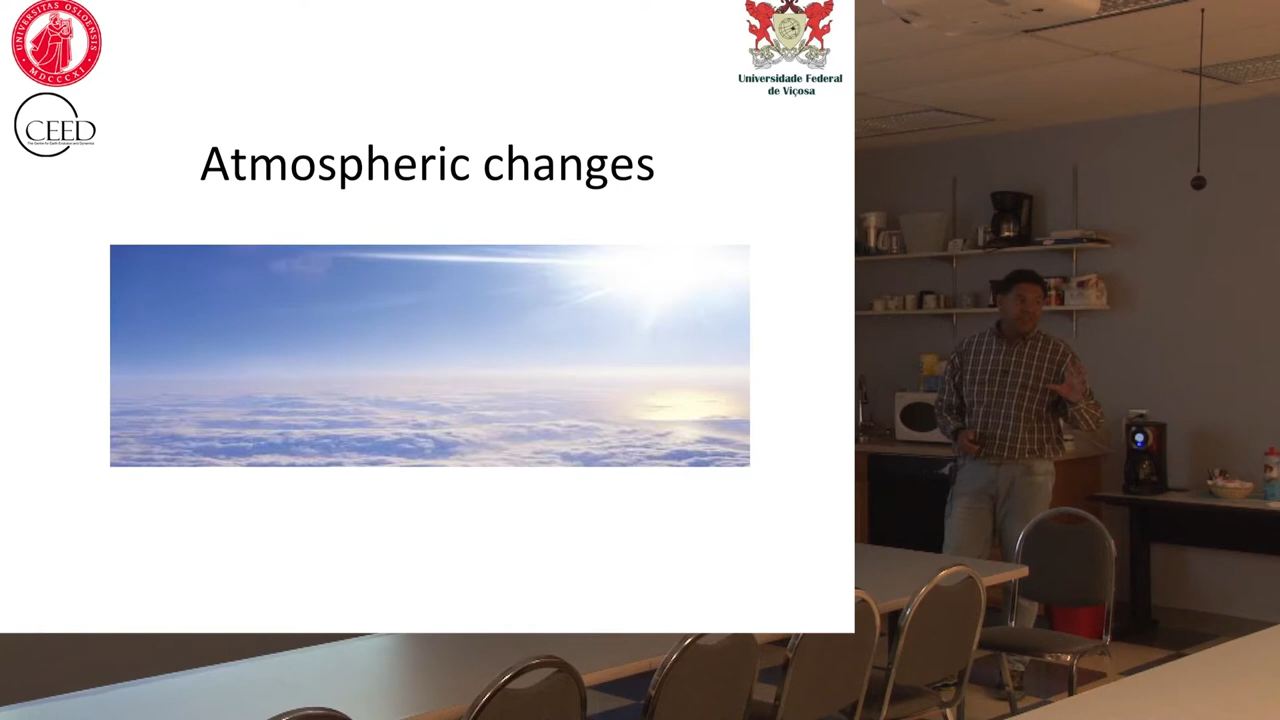 UNIVERSITAS OSLOENSIS
MDCCCXI
CEED
Universidade Federal
de Viçosa
Atmospheric changes